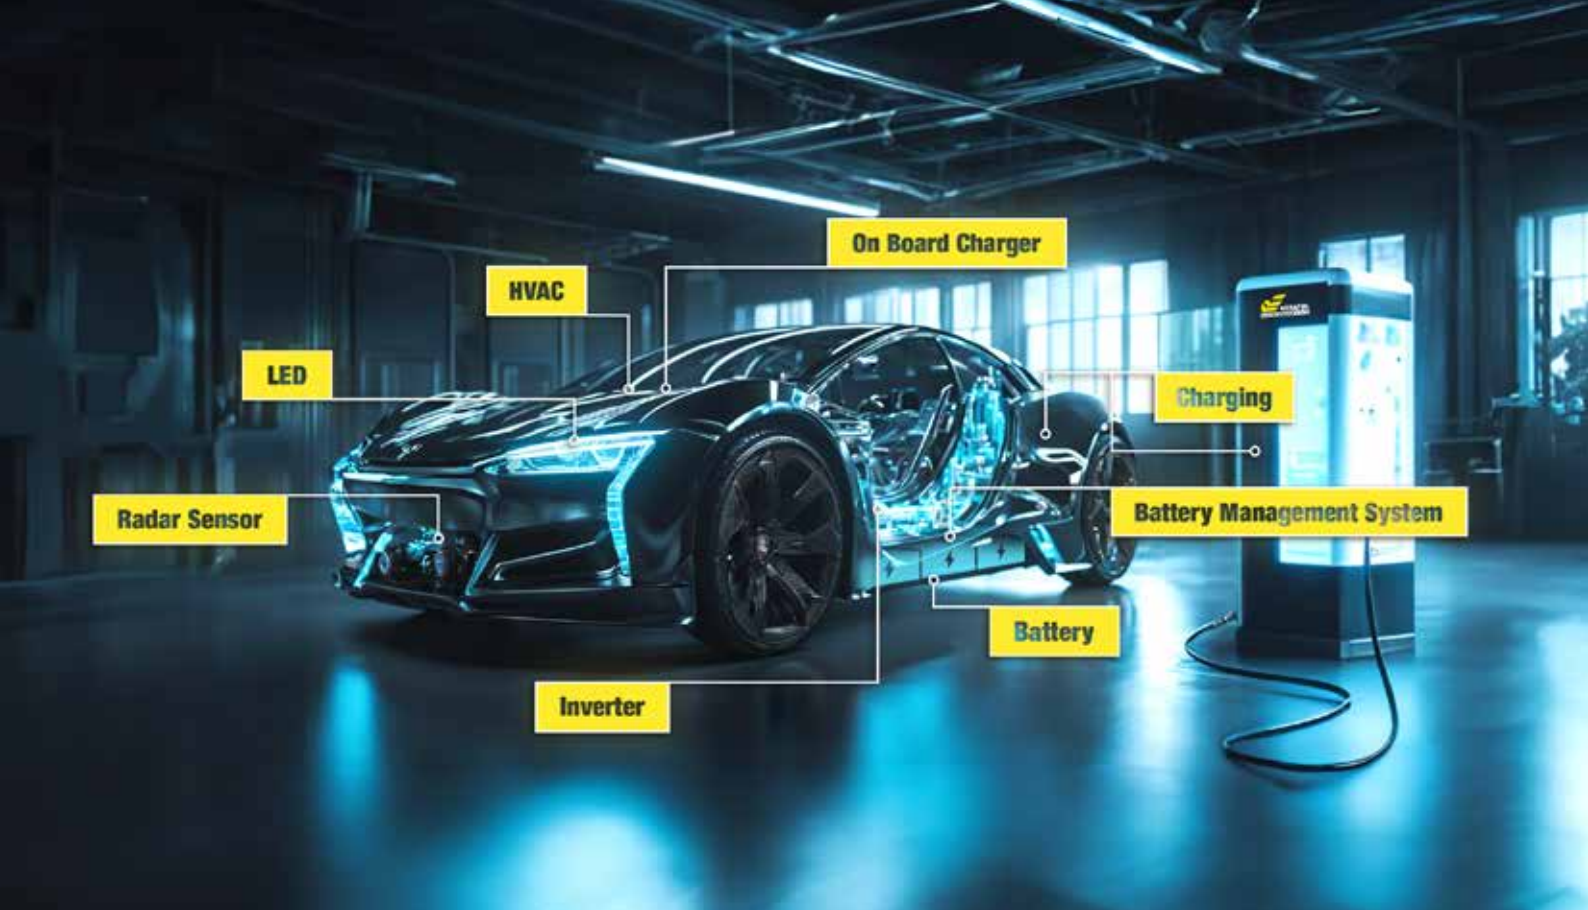 On Board Charger
HVAC
LED
Charging
Radar Sensor
Battery Management System
Battery
Inverter